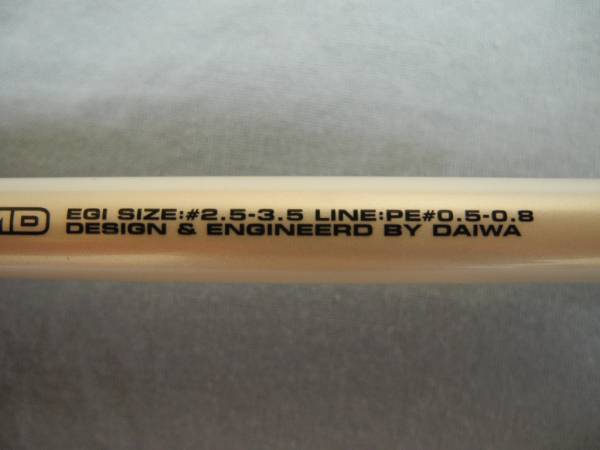 EGI SIZE:#2.5-3.5 LINE:PE#0.5-0.8
DESIGN & ENGINEERD BY DAIWA